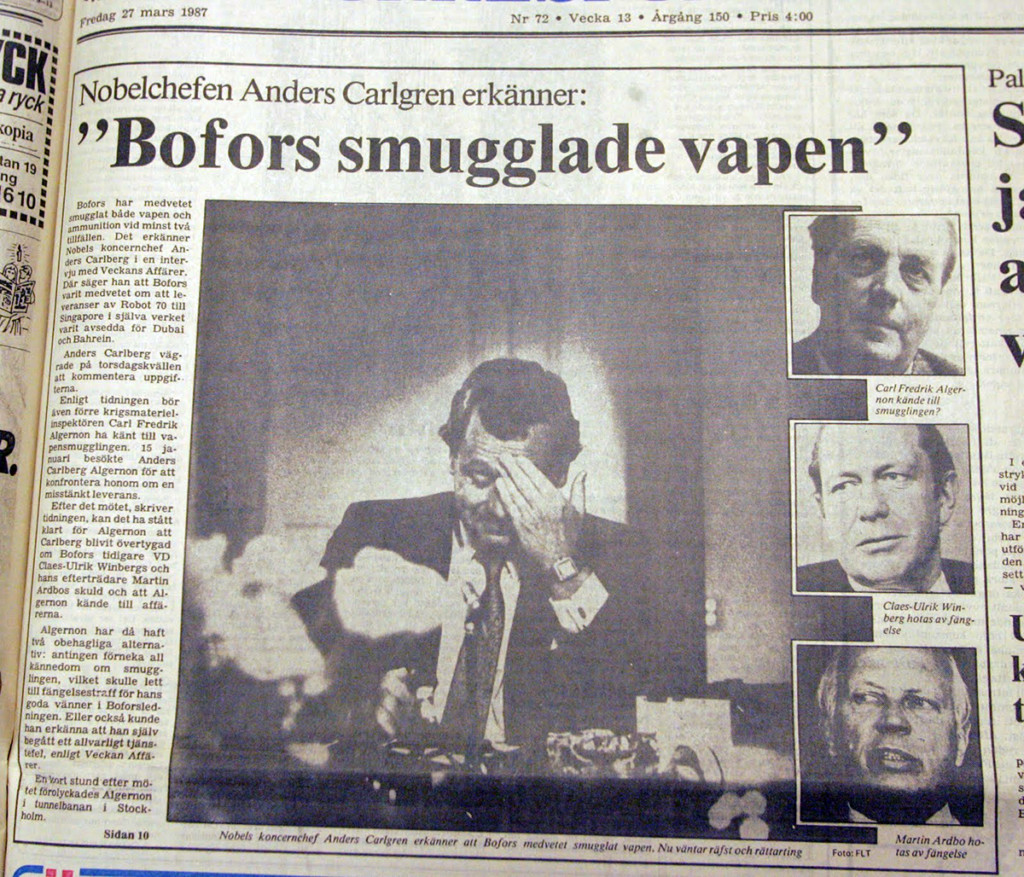 Fredag 27 mars 1987
Nr 72 • Vecka 13 • Årgång 150 • Pris 4:00
Nobelchefen Anders Carlgren erkänner:
”Bofors smugglade vapen”
Bofors har medvetet
smugglat både vapen och
ammunition vid minst två
tillfällen. Det erkänner
Nobels koncernchef An-
ders Carlberg i en inter-
vju med Veckans Affärer.
Där säger han att Bofors
varit medvetet om att le-
veranser av Robot 70 till
Singapore i själva verket
varit avsedda för Dubai
och Bahrein.
Anders Carlberg väg-
rade på torsdagskvällen
att kommentera uppgif-
terna.
Enligt tidningen bör
även förre krigsmateriel-
inspektören Carl Fredrik
Algernon ha känt till va-
pensmugglingen. 15 ja-
nuari besökte Anders
Carlberg Algernon för att
konfrontera honom om en
misstänkt leverans.
Efter det mötet, skriver
tidningen, kan det ha stått
klart för Algernon att
Carlberg blivit övertygad
om Bofors tidigare VD
Claes-Ulrik Winbergs och
hans efterträdare Martin
Ardbos skuld och att Al-
gernon kände till affä-
rerna.
Algernon har då haft
två obehagliga alterna-
tiv: antingen förneka all
kännedom om smugg-
lingen, vilket skulle lett
till fängelsestraff för hans
goda vänner i Boforsled-
ningen. Eller också kunde
han erkänna att han själv
begått ett allvarligt tjäns-
tefel, enligt Veckan Affä-
rer.
En kort stund efter mö-
tet förolyckades Algernon
i tunnelbanan i Stock-
holm.
Sidan 10
Carl Fredrik Alger-
non kände till
smugglingen?
Claes-Ulrik Win-
berg hotas av fäng-
else
Martin Ardbo ho-
tas av fängelse
Nobels koncernchef Anders Carlgren erkänner att Bofors medvetet smugglat vapen. Nu väntar räfst och rättarting
Foto: FLT
YCK
a ryck
kopia
tan 19
ng
1610
R.
Pal
S
ja
a
v